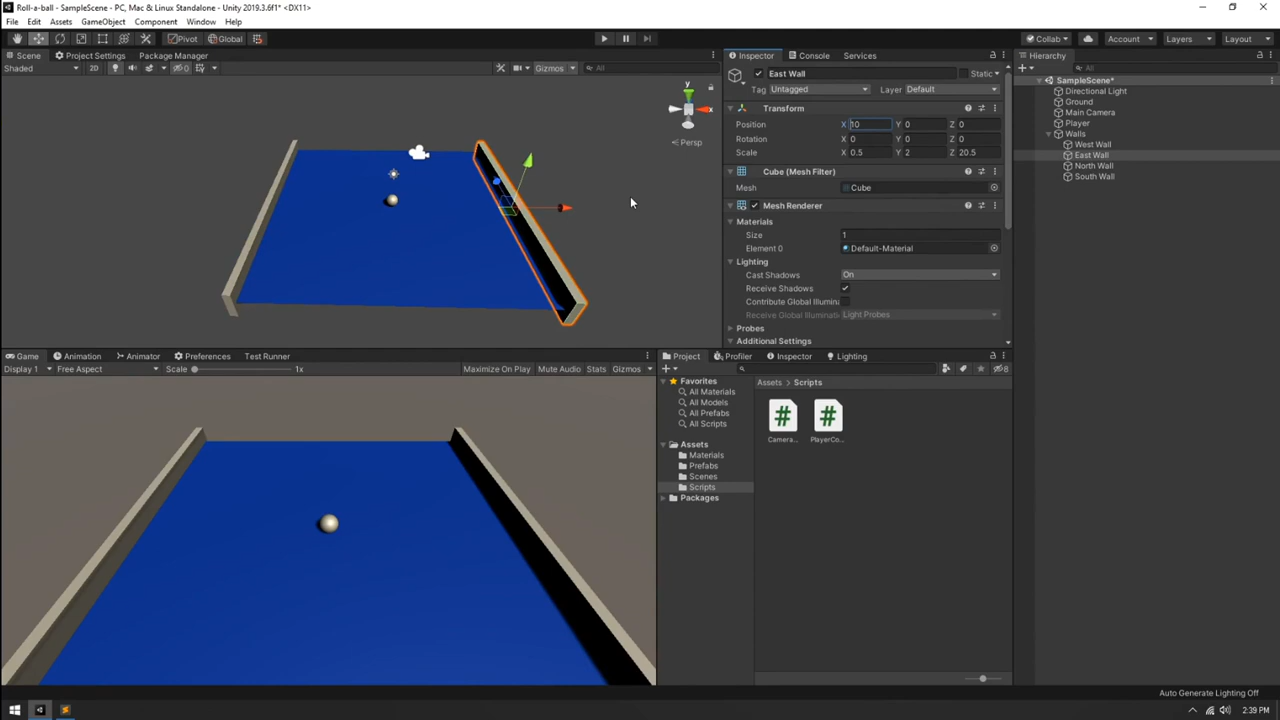 Roll-a-ball - SampleScene - PC, Mac & Linux Standalone - Unity 2019.3.6f1* <DX11>
File Edit Assets GameObject Component Window Help
Pivot Global Collab Account Layers Layout
Scene Project Settings Package Manager
Shaded 2D 0 Gizmos All
y
x
Persp
Inspector Console Services
East Wall Static
Tag Untagged Layer Default
Transform
Position X 10 Y 0 Z 0
Rotation X 0 Y 0 Z 0
Scale X 0.5 Y 2 Z 20.5
Cube (Mesh Filter)
Mesh Cube
Mesh Renderer
Materials
Size 1
Element 0 Default-Material
Lighting
Cast Shadows On
Receive Shadows
Contribute Global Illumina
Receive Global Illuminati Light Probes
Probes
Additional Settings
Hierarchy
All
SampleScene*
Directional Light
Ground
Main Camera
Player
Walls
West Wall
East Wall
North Wall
South Wall
Game Animation Animator Preferences Test Runner
Display 1 Free Aspect Scale 1x Maximize On Play Mute Audio Stats Gizmos
Project Profiler Inspector Lighting
8
Favorites
All Materials
All Models
All Prefabs
All Scripts
Assets
Materials
Prefabs
Scenes
Scripts
Packages
Assets Scripts
# #
Camera... PlayerCo...
Auto Generate Lighting Off
2:39 PM